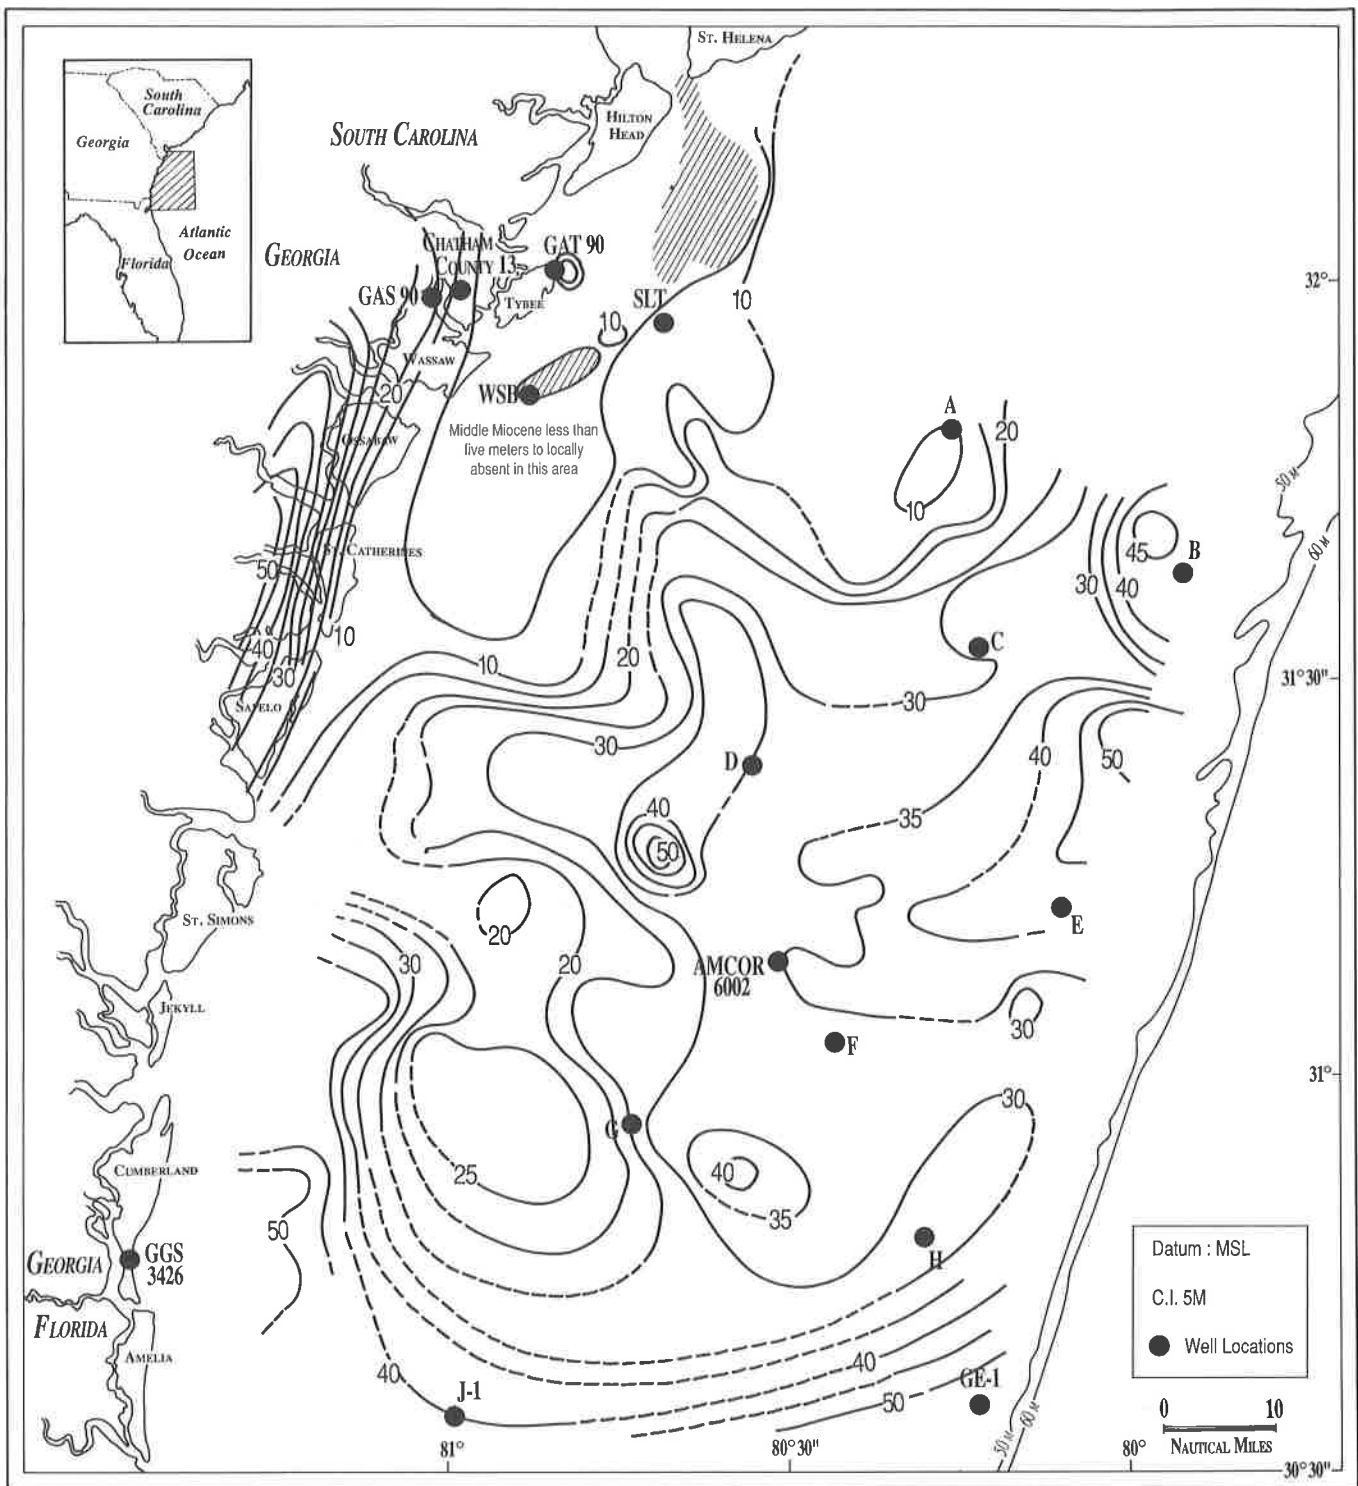 ST. HELENA
South
Carolina
Georgia
Florida
Atlantic
Ocean
SOUTH CAROLINA
HILTON
HEAD
GEORGIA
CHATHAM
COUNTY 13
GAT 90
GAS 90
TYBEE
SLT
10
32°
10
WASSAW
20
WSB
Middle Miocene less than
five meters to locally
absent in this area
A
20
OSSABAW
10
50 M
60 M
ST. CATHERINES
50
45
B
30
40
10
40
30
20
10
C
31°30"
SAPELO
30
30
40
50
D
40
50
35
ST. SIMONS
20
E
30
20
AMCOR
6002
JEKYLL
30
F
31°
30
G
CUMBERLAND
25
40
35
50
GEORGIA
GGS
3426
H
FLORIDA
AMELIA
40
40
J-1
50
GE-1
50 M
60 M
Datum : MSL
C.I. 5M
Well Locations
0
10
NAUTICAL MILES
81°
80°30"
80°
30°30"